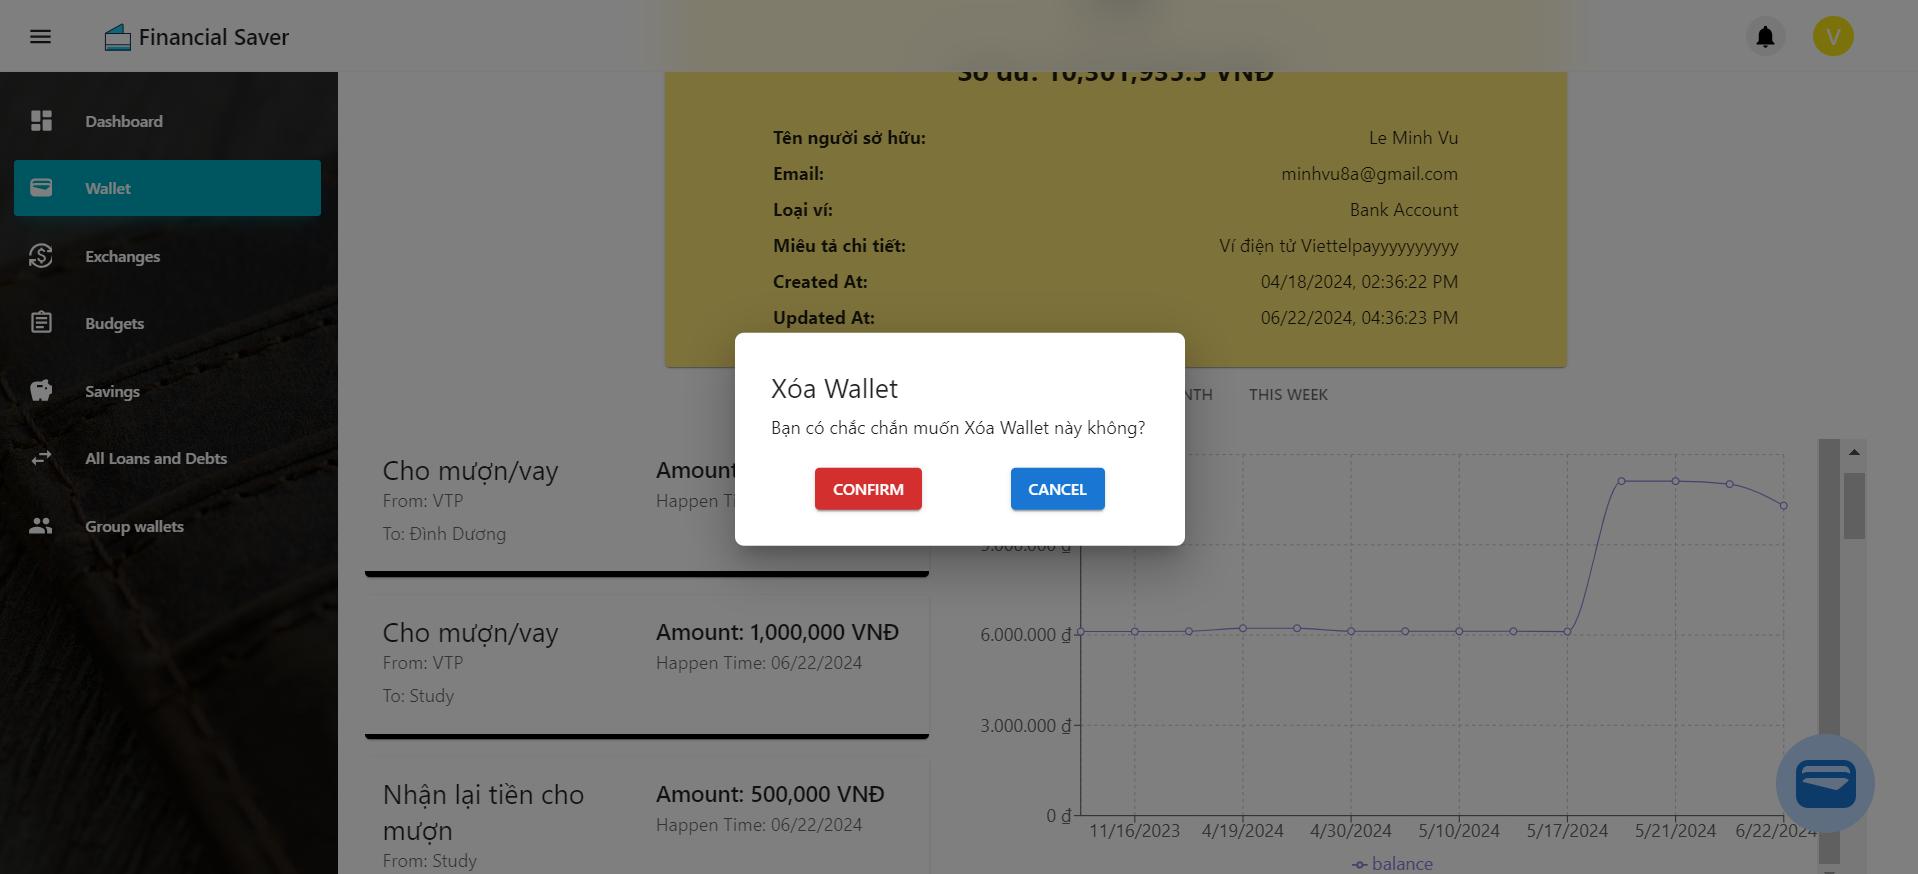 Financial Saver
V
Số dư: 10,301,935.5 VNĐ
Dashboard
Wallet
Exchanges
Budgets
Savings
All Loans and Debts
Group wallets
Tên người sở hữu: Le Minh Vu
Email: minhvu8a@gmail.com
Loại ví: Bank Account
Miêu tả chi tiết: Ví điện tử Viettelpayyyyyyyyyy
Created At: 04/18/2024, 02:36:22 PM
Updated At: 06/22/2024, 04:36:23 PM
NTH THIS WEEK
Xóa Wallet
Bạn có chắc chắn muốn Xóa Wallet này không?
CONFIRM CANCEL
Cho mượn/vay Amount
From: VTP Happen Ti
To: Đình Dương
Cho mượn/vay Amount: 1,000,000 VNĐ
From: VTP Happen Time: 06/22/2024
To: Study
Nhận lại tiền cho Amount: 500,000 VNĐ
mượn Happen Time: 06/22/2024
From: Study
9.000.000 ₫
6.000.000 ₫
3.000.000 ₫
0 ₫
11/16/2023 4/19/2024 4/30/2024 5/10/2024 5/17/2024 5/21/2024 6/22/2024
balance